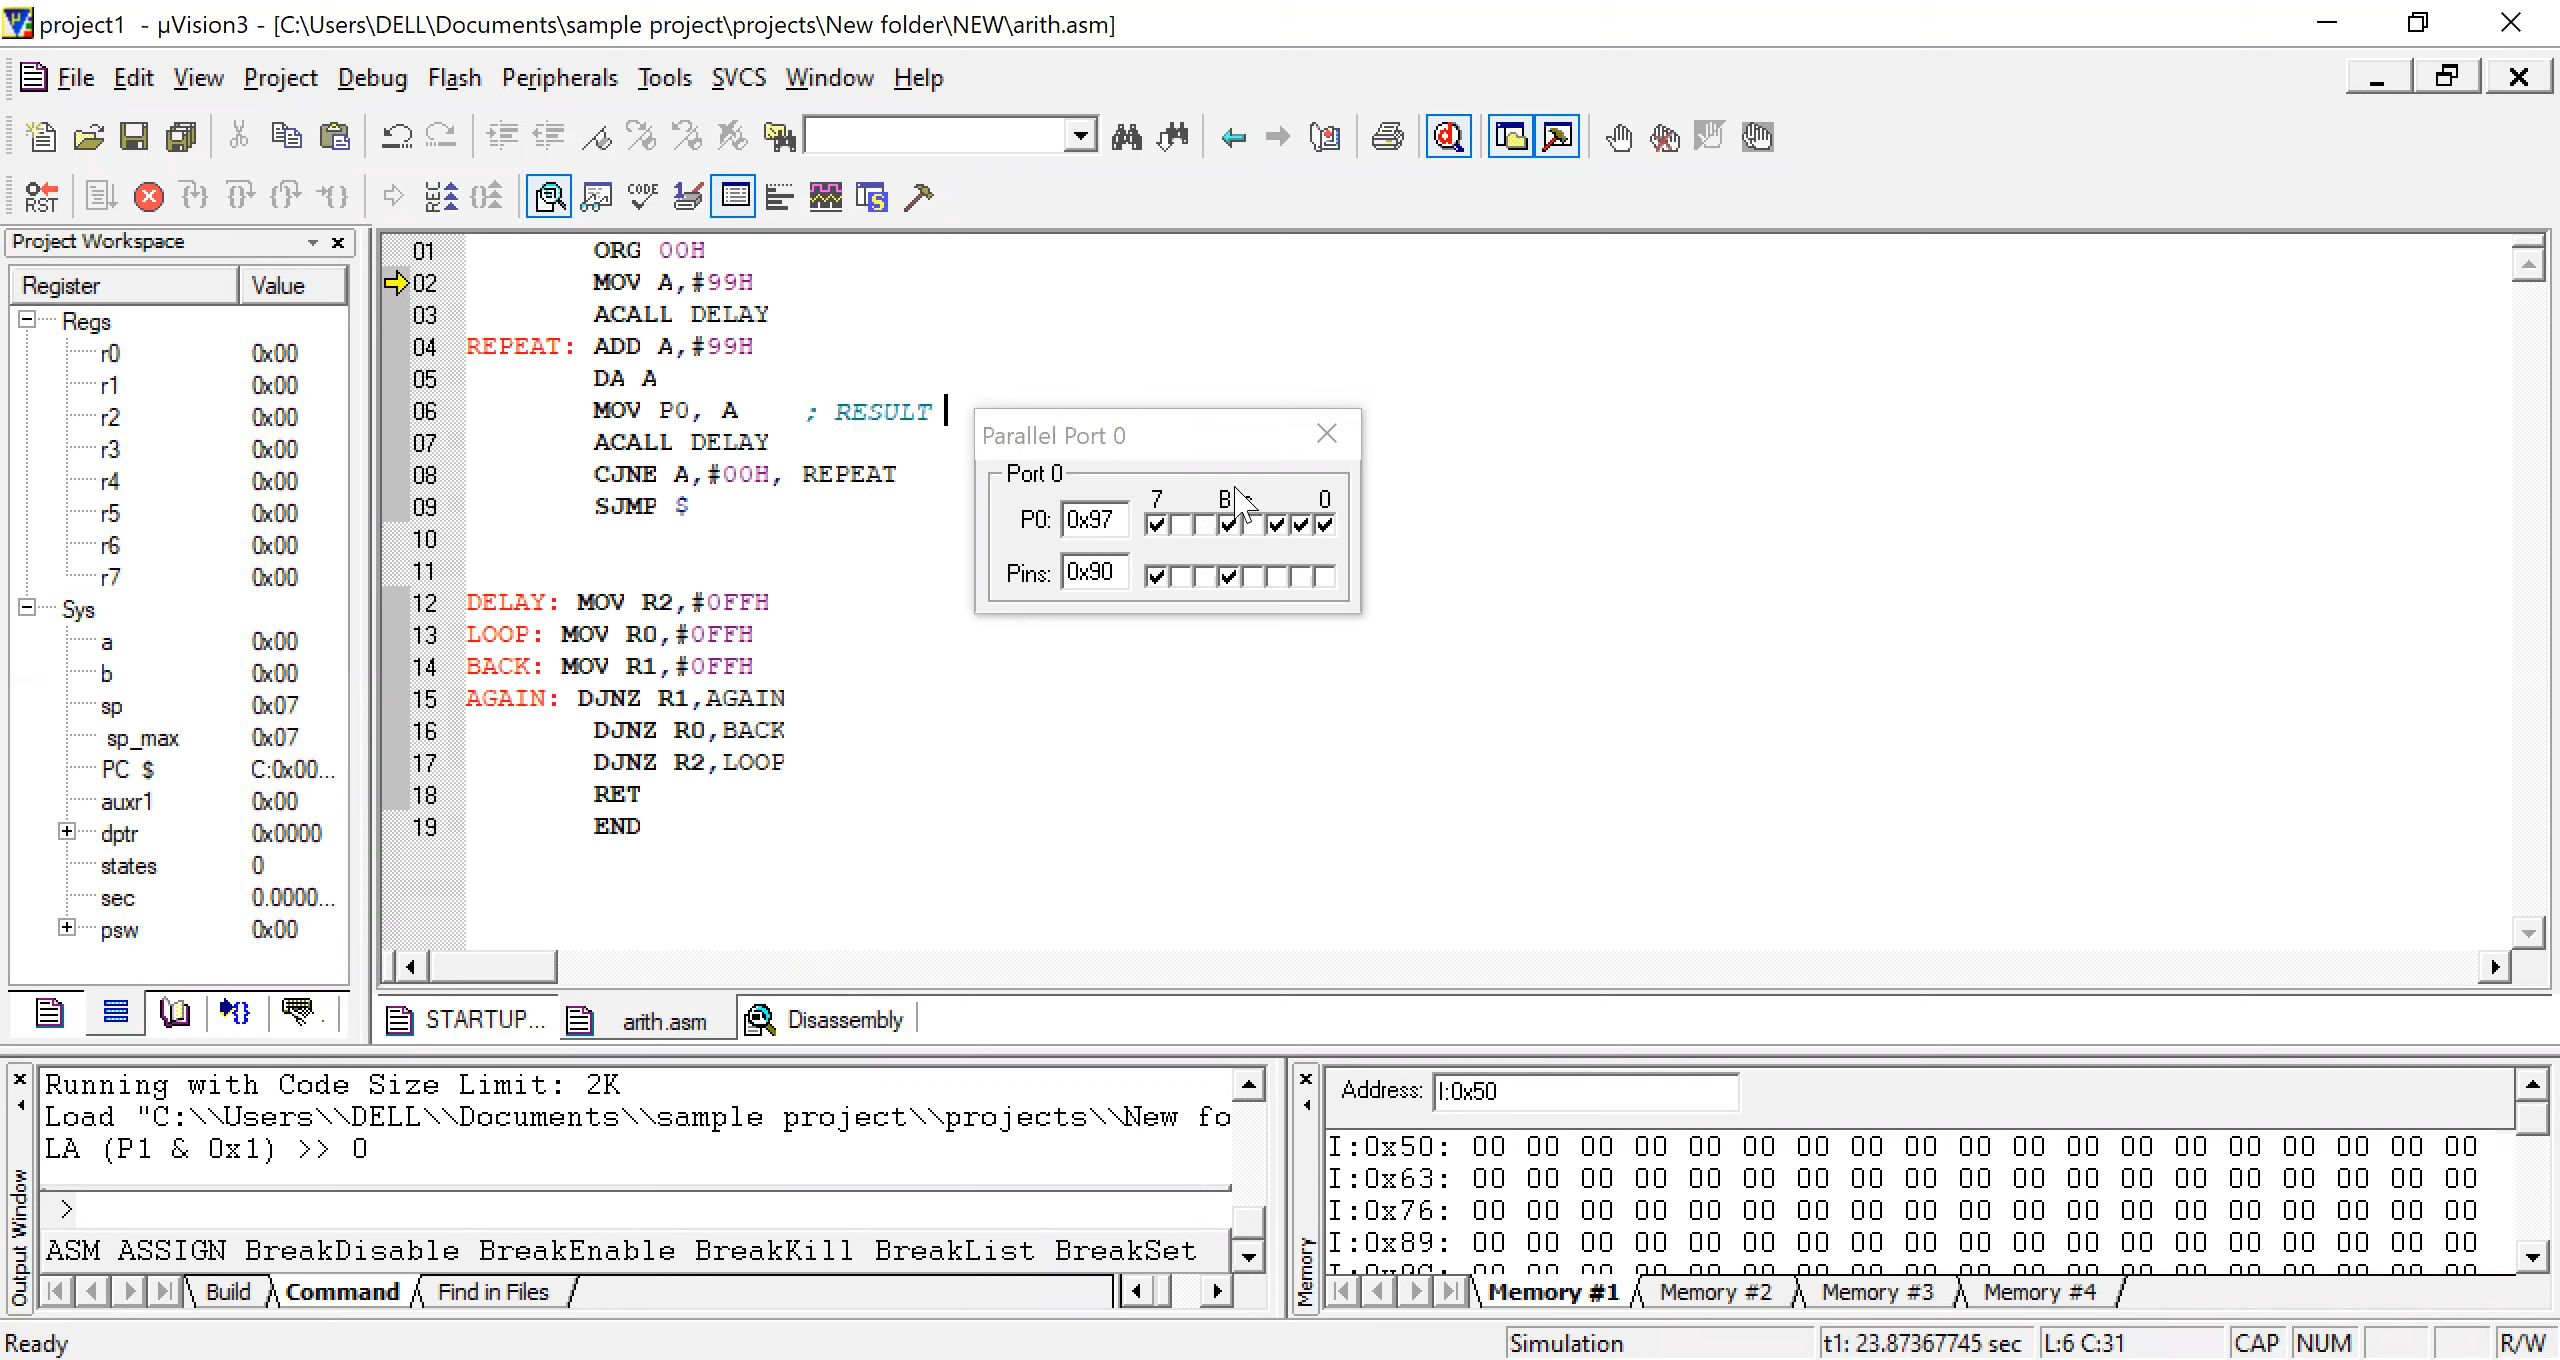 project1 - µVision3 - [C:\Users\DELL\Documents\sample project\projects\New folder\NEW\arith.asm]
File Edit View Project Debug Flash Peripherals Tools SVCS Window Help
RST CODE
Project Workspace
Register Value
Regs
r0 0x00
r1 0x00
r2 0x00
r3 0x00
r4 0x00
r5 0x00
r6 0x00
r7 0x00
Sys
a 0x00
b 0x00
sp 0x07
sp_max 0x07
PC $ C:0x00...
auxr1 0x00
dptr 0x0000
states 0
sec 0.0000...
psw 0x00
01 ORG 00H
02 MOV A,#99H
03 ACALL DELAY
04 REPEAT: ADD A,#99H
05 DA A
06 MOV P0, A ; RESULT
07 ACALL DELAY
08 CJNE A,#00H, REPEAT
09 SJMP $
10
11
12 DELAY: MOV R2,#0FFH
13 LOOP: MOV R0,#0FFH
14 BACK: MOV R1,#0FFH
15 AGAIN: DJNZ R1,AGAIN
16 DJNZ R0,BACK
17 DJNZ R2,LOOP
18 RET
19 END
Parallel Port 0
Port 0
7 0
P0: 0x97
Pins: 0x90
STARTUP... arith.asm Disassembly
Output Window
Running with Code Size Limit: 2K
Load "C:\\Users\\DELL\\Documents\\sample project\\projects\\New fo
LA (P1 & 0x1) >> 0
>
ASM ASSIGN BreakDisable BreakEnable BreakKill BreakList BreakSet
Build Command Find in Files
Memory
Address: I:0x50
I:0x50: 00 00 00 00 00 00 00 00 00 00 00 00 00 00 00 00 00 00 00
I:0x63: 00 00 00 00 00 00 00 00 00 00 00 00 00 00 00 00 00 00 00
I:0x76: 00 00 00 00 00 00 00 00 00 00 00 00 00 00 00 00 00 00 00
I:0x89: 00 00 00 00 00 00 00 00 00 00 00 00 00 00 00 00 00 00 00
Memory #1 Memory #2 Memory #3 Memory #4
Ready Simulation t1: 23.87367745 sec L:6 C:31 CAP NUM R/W